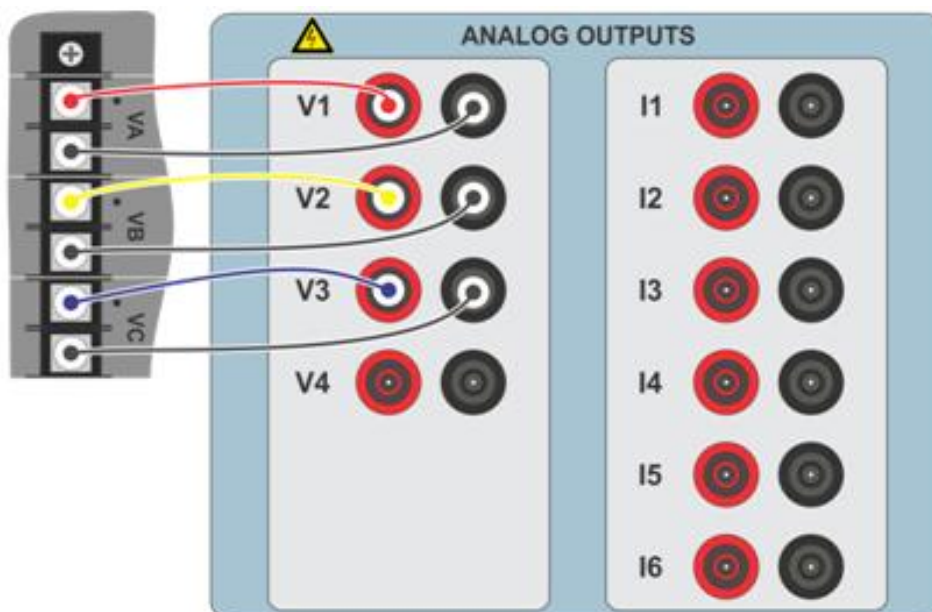 ANALOG OUTPUTS
VA
VB
VC
V1
V2
V3
V4
I1
I2
I3
I4
I5
I6